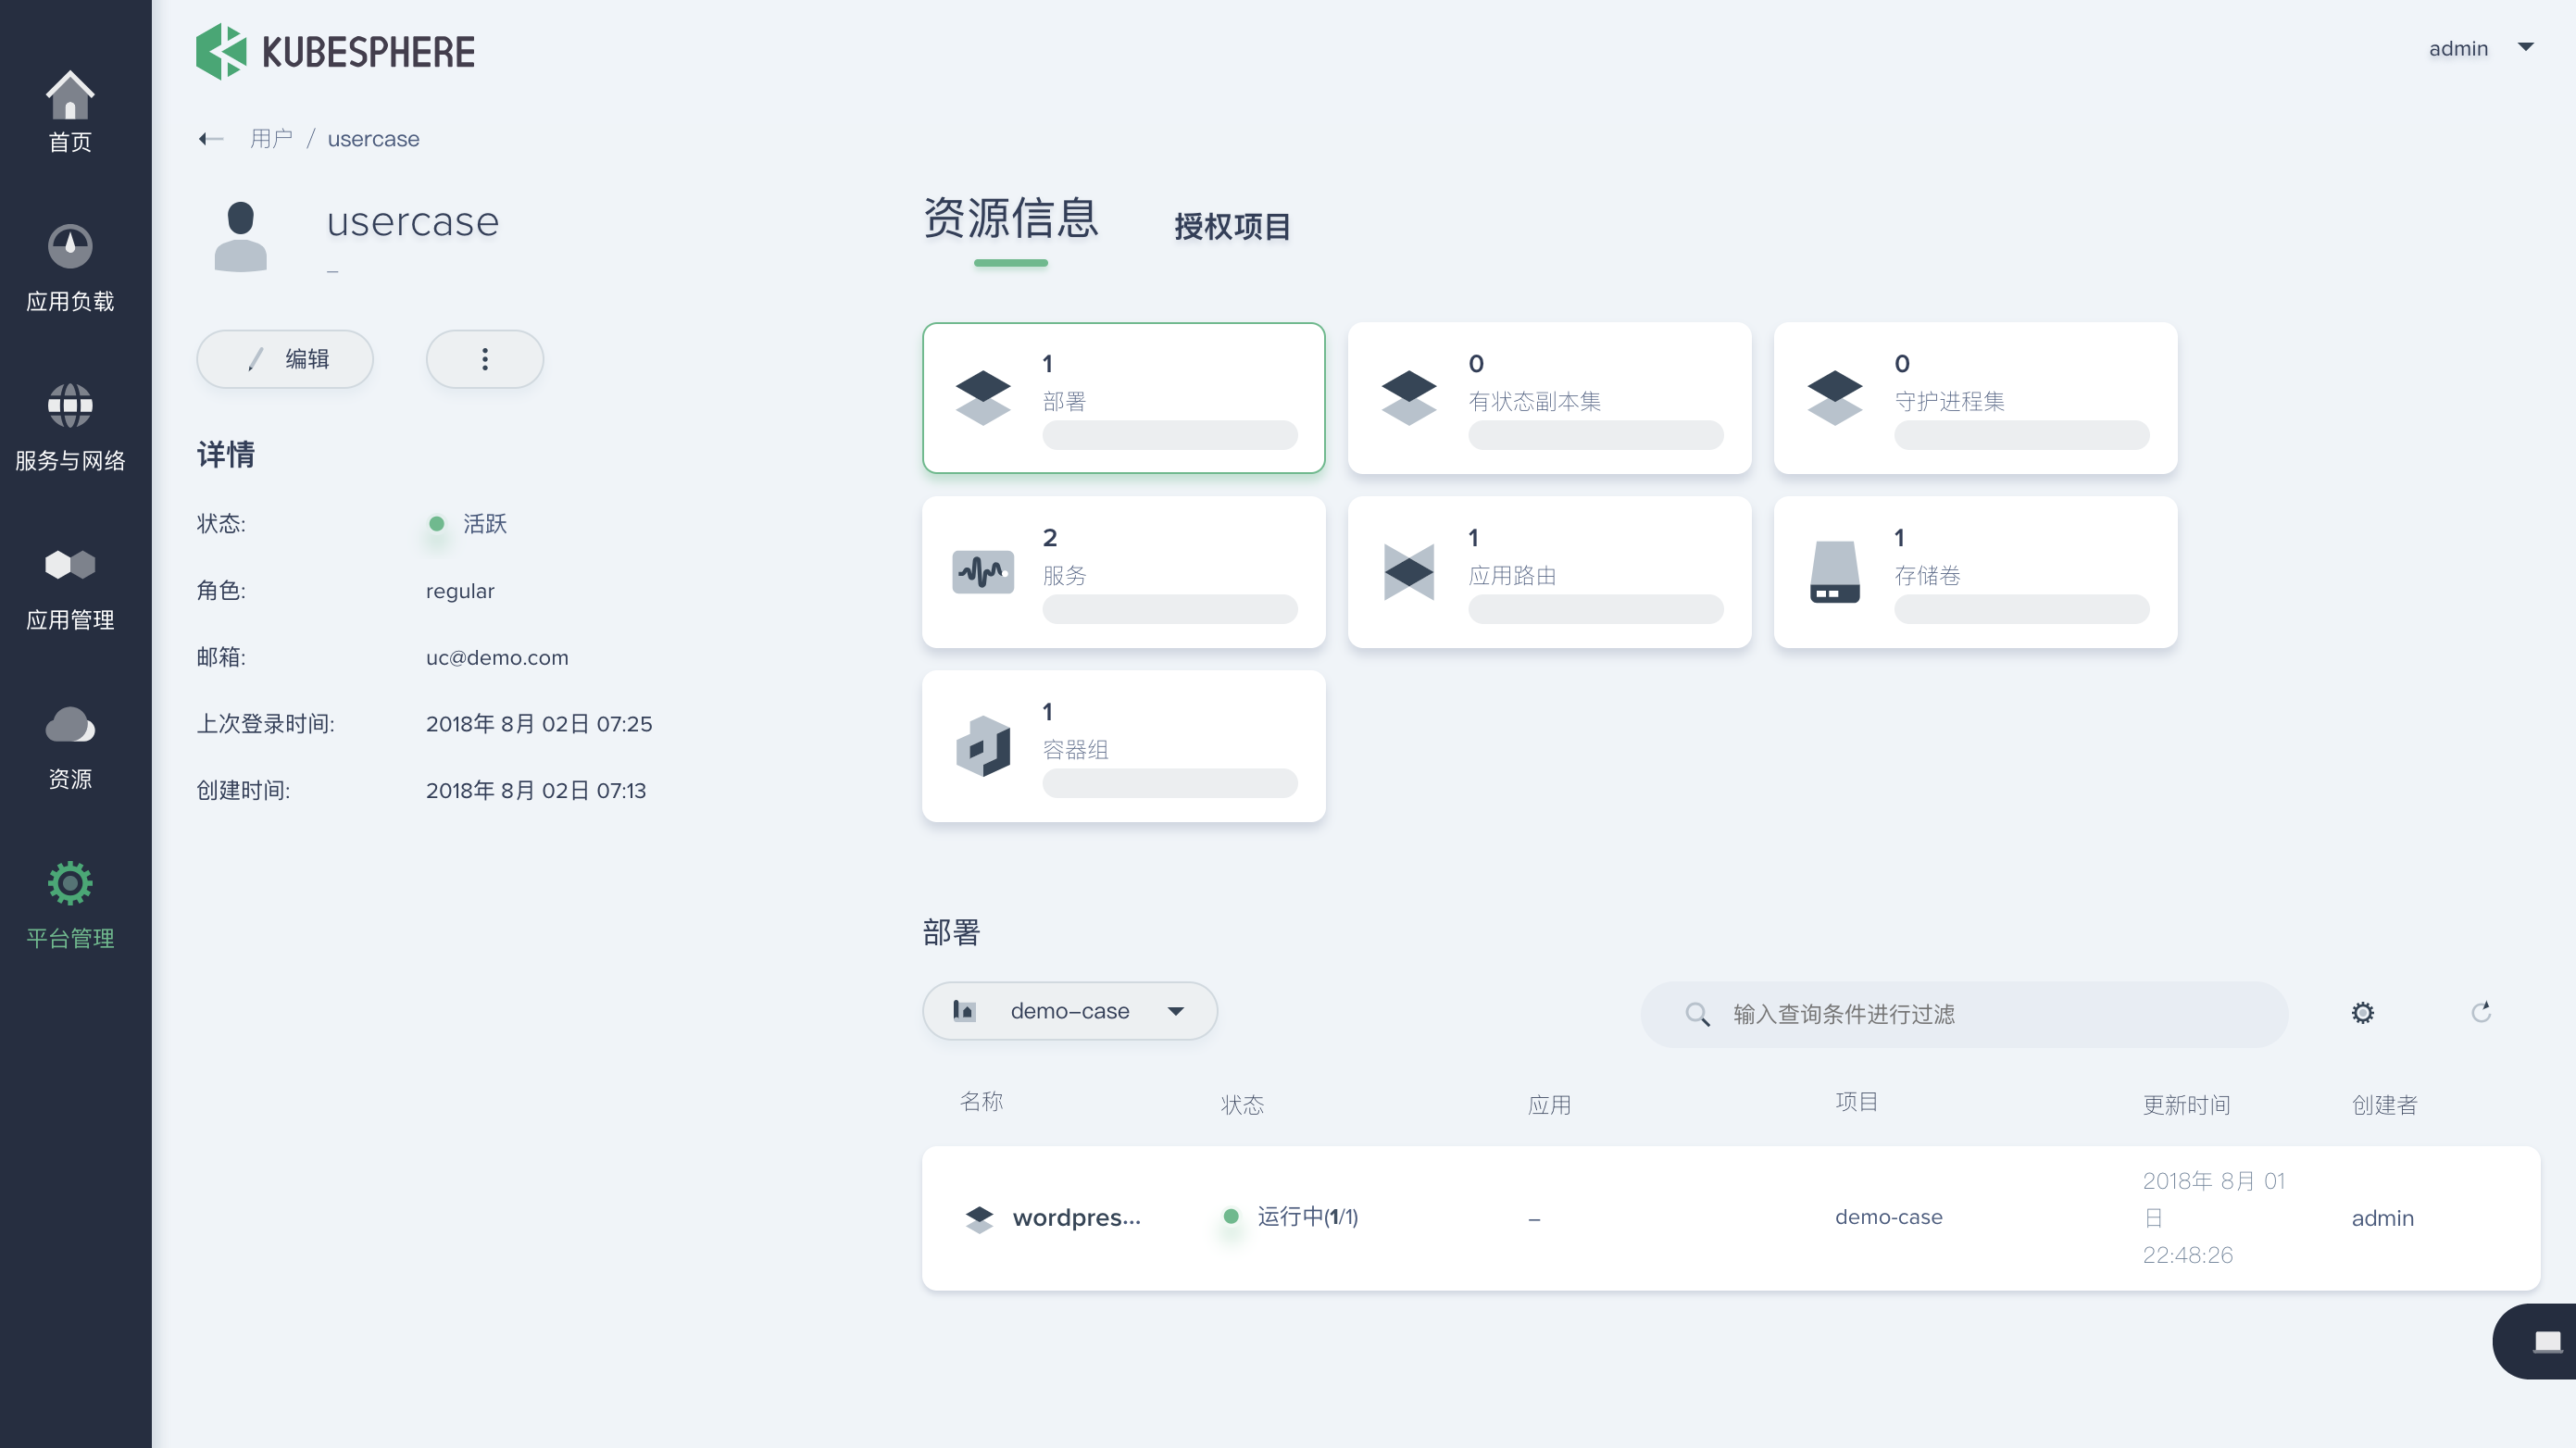 KUBESPHERE
admin
首页
应用负载
服务与网络
应用管理
资源
平台管理
用户 / usercase
usercase
–
编辑
详情
状态: 活跃
角色: regular
邮箱: uc@demo.com
上次登录时间: 2018年 8月 02日 07:25
创建时间: 2018年 8月 02日 07:13
资源信息 授权项目
1
部署
0
有状态副本集
0
守护进程集
2
服务
1
应用路由
1
存储卷
1
容器组
部署
demo-case
输入查询条件进行过滤
名称 状态 应用 项目 更新时间 创建者
wordpres... 运行中(1/1) – demo-case 2018年 8月 01
日
22:48:26 admin